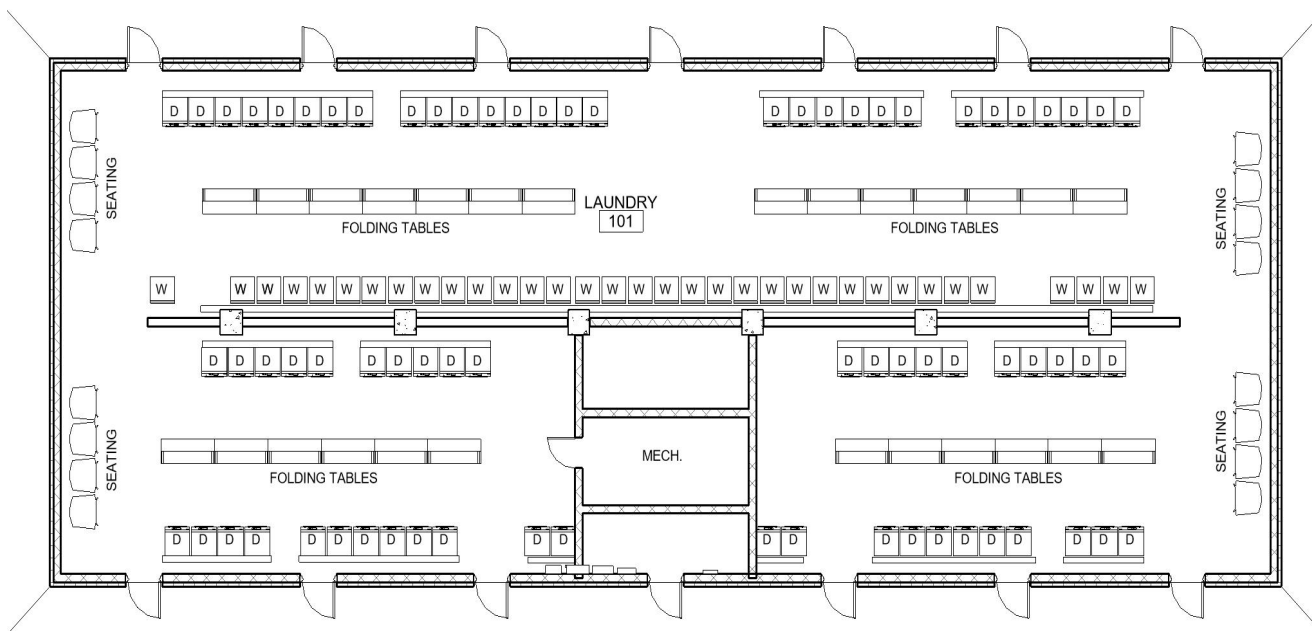 D D D D D D D D D D D D D D D D D D D D D D D D D D D D D
SEATING
SEATING
LAUNDRY
101
FOLDING TABLES
FOLDING TABLES
W W W W W W W W W W W W W W W W W W W W W W W W W W W W W W W W W W
D D D D D D D D D D D D D D D D D D D D
SEATING
SEATING
MECH.
FOLDING TABLES
FOLDING TABLES
D D D D D D D D D D D D D D D D D D D D D D D